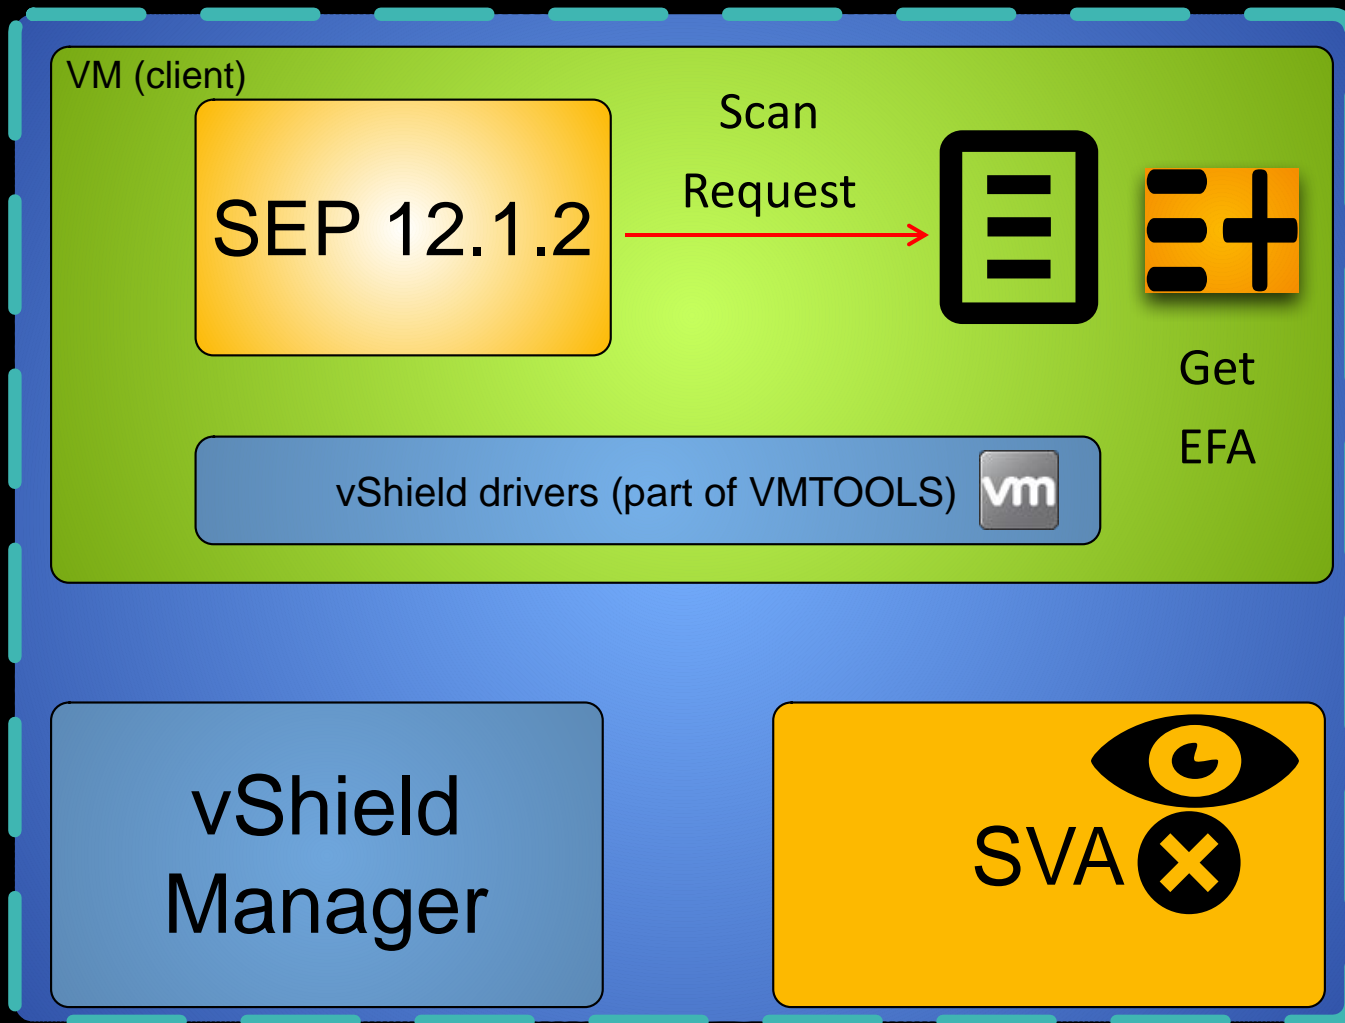 VM (client)
SEP 12.1.2
Scan
Request
Get
EFA
vShield drivers (part of VMTOOLS)
vm
vShield
Manager
SVA